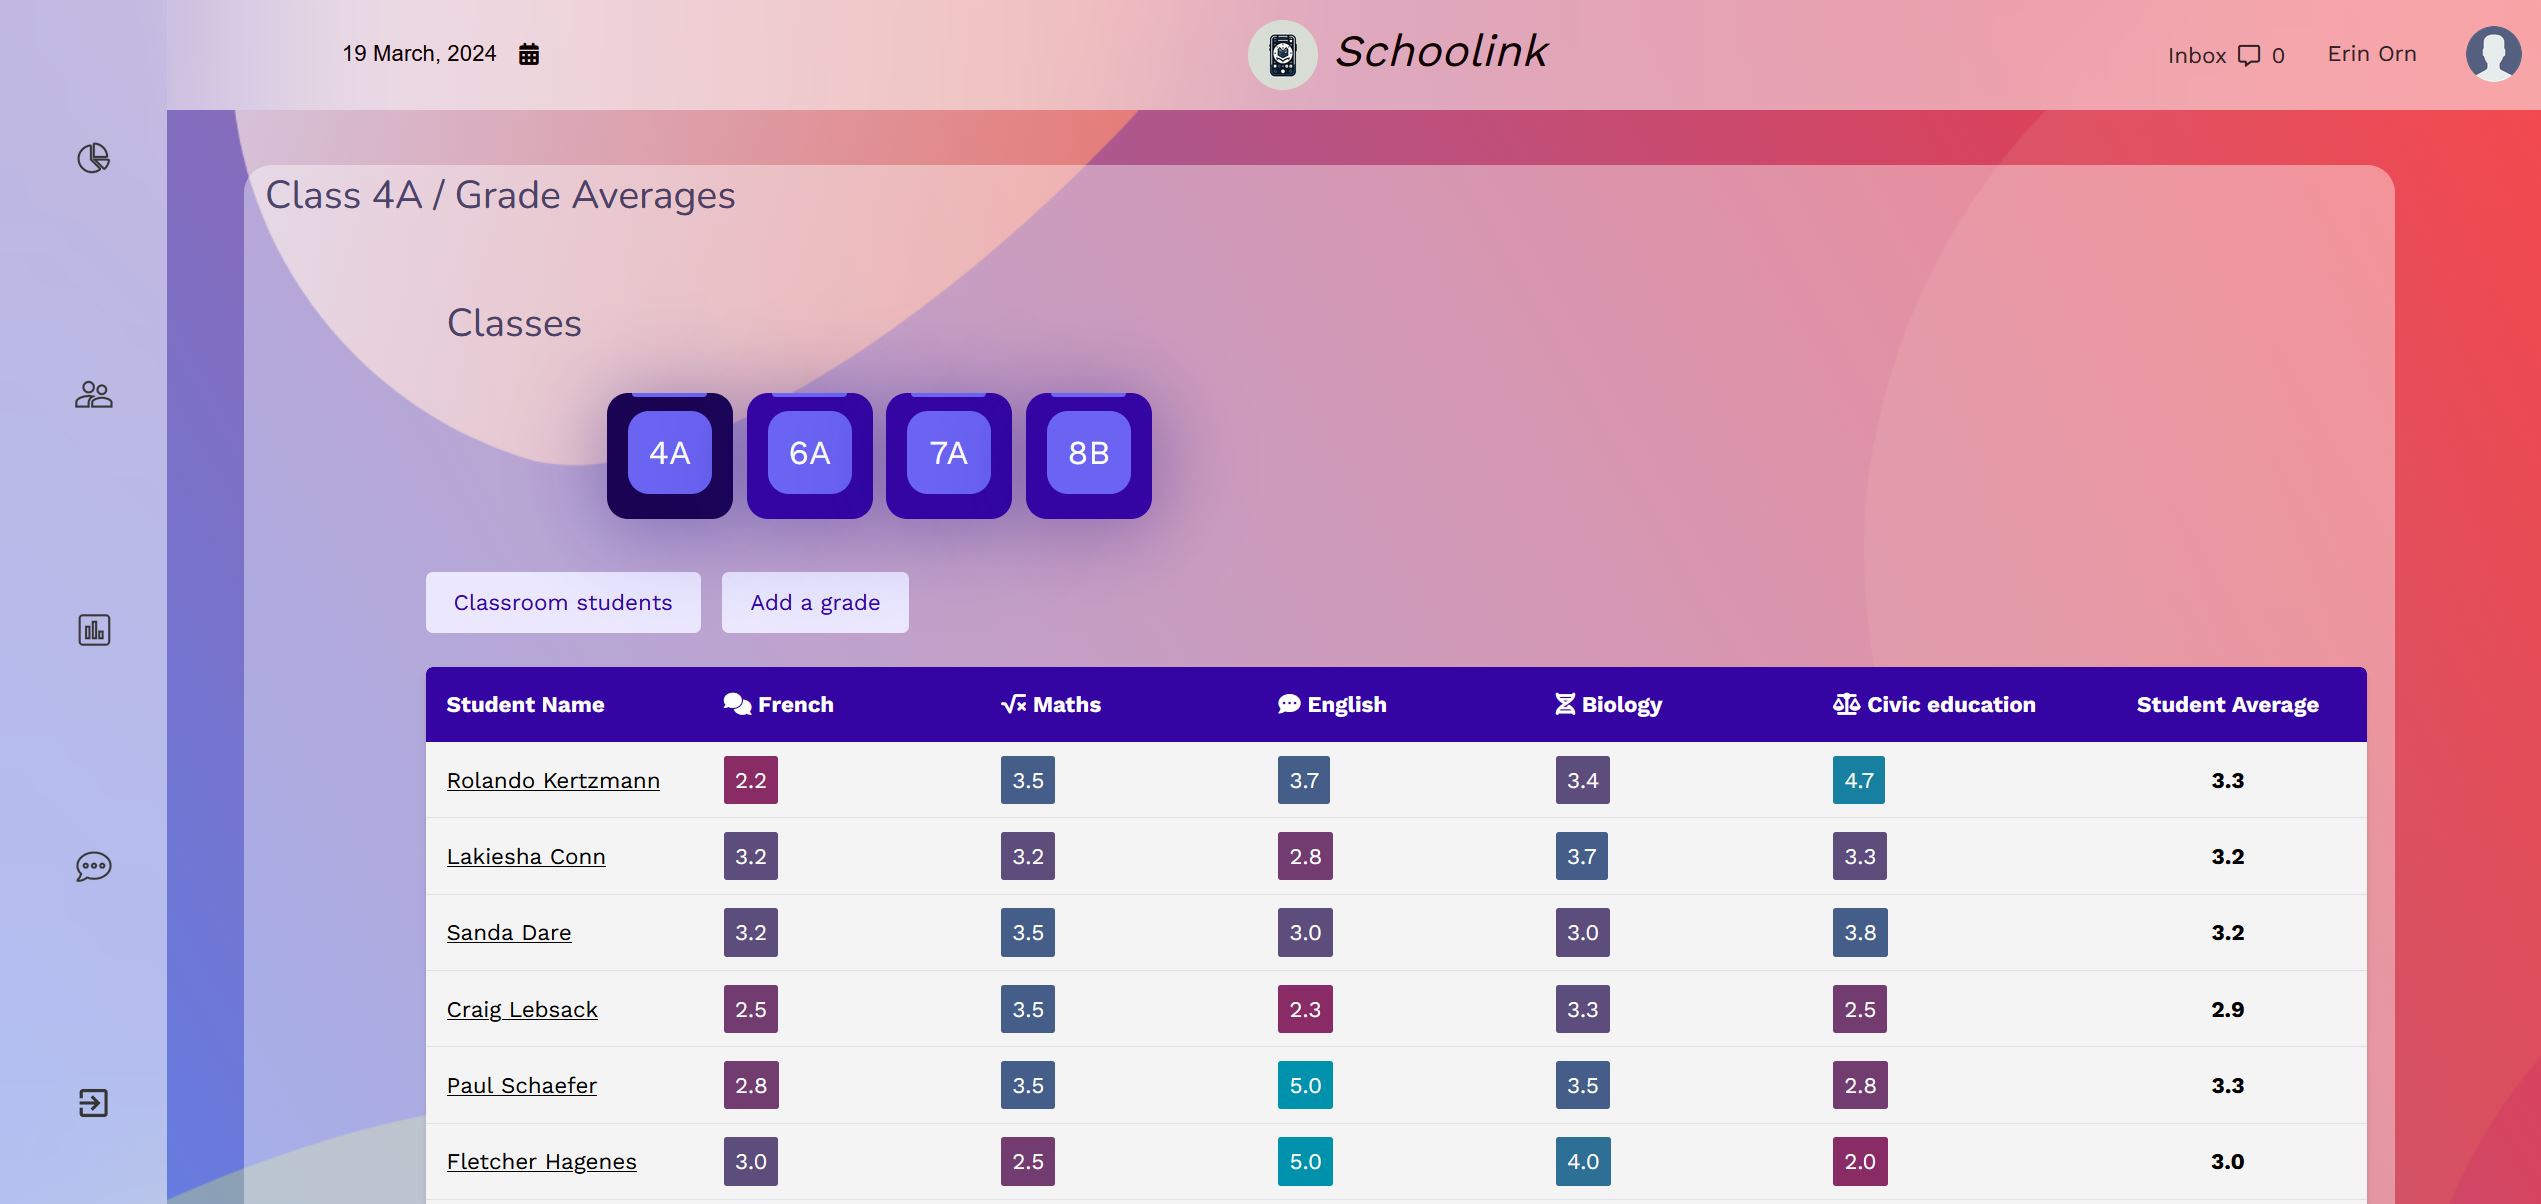 19 March, 2024
Schoolink
Inbox 0
Erin Orn
Class 4A / Grade Averages
Classes
4A 6A 7A 8B
Classroom students Add a grade
Student Name French Maths English Biology Civic education Student Average
Rolando Kertzmann 2.2 3.5 3.7 3.4 4.7 3.3
Lakiesha Conn 3.2 3.2 2.8 3.7 3.3 3.2
Sanda Dare 3.2 3.5 3.0 3.0 3.8 3.2
Craig Lebsack 2.5 3.5 2.3 3.3 2.5 2.9
Paul Schaefer 2.8 3.5 5.0 3.5 2.8 3.3
Fletcher Hagenes 3.0 2.5 5.0 4.0 2.0 3.0